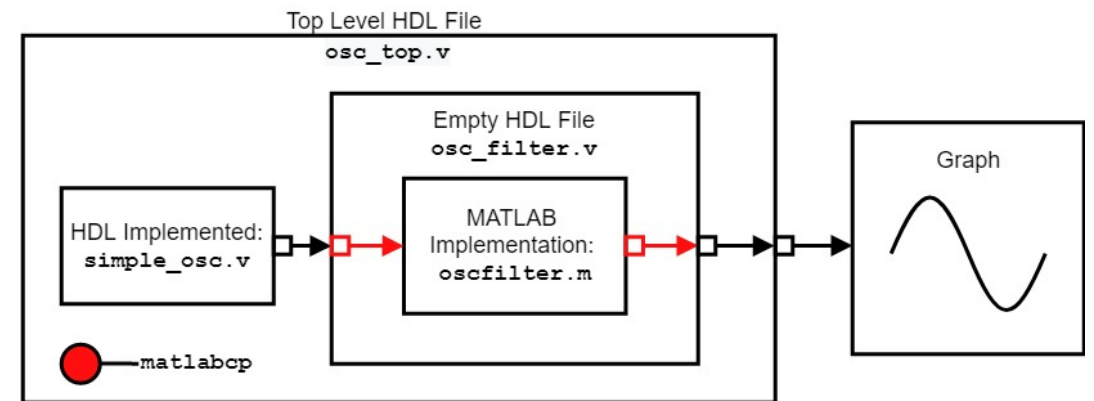 Top Level HDL File
osc_top.v
Empty HDL File
osc_filter.v
HDL Implemented:
simple_osc.v
MATLAB
Implementation:
oscfilter.m
Graph
matlabcp